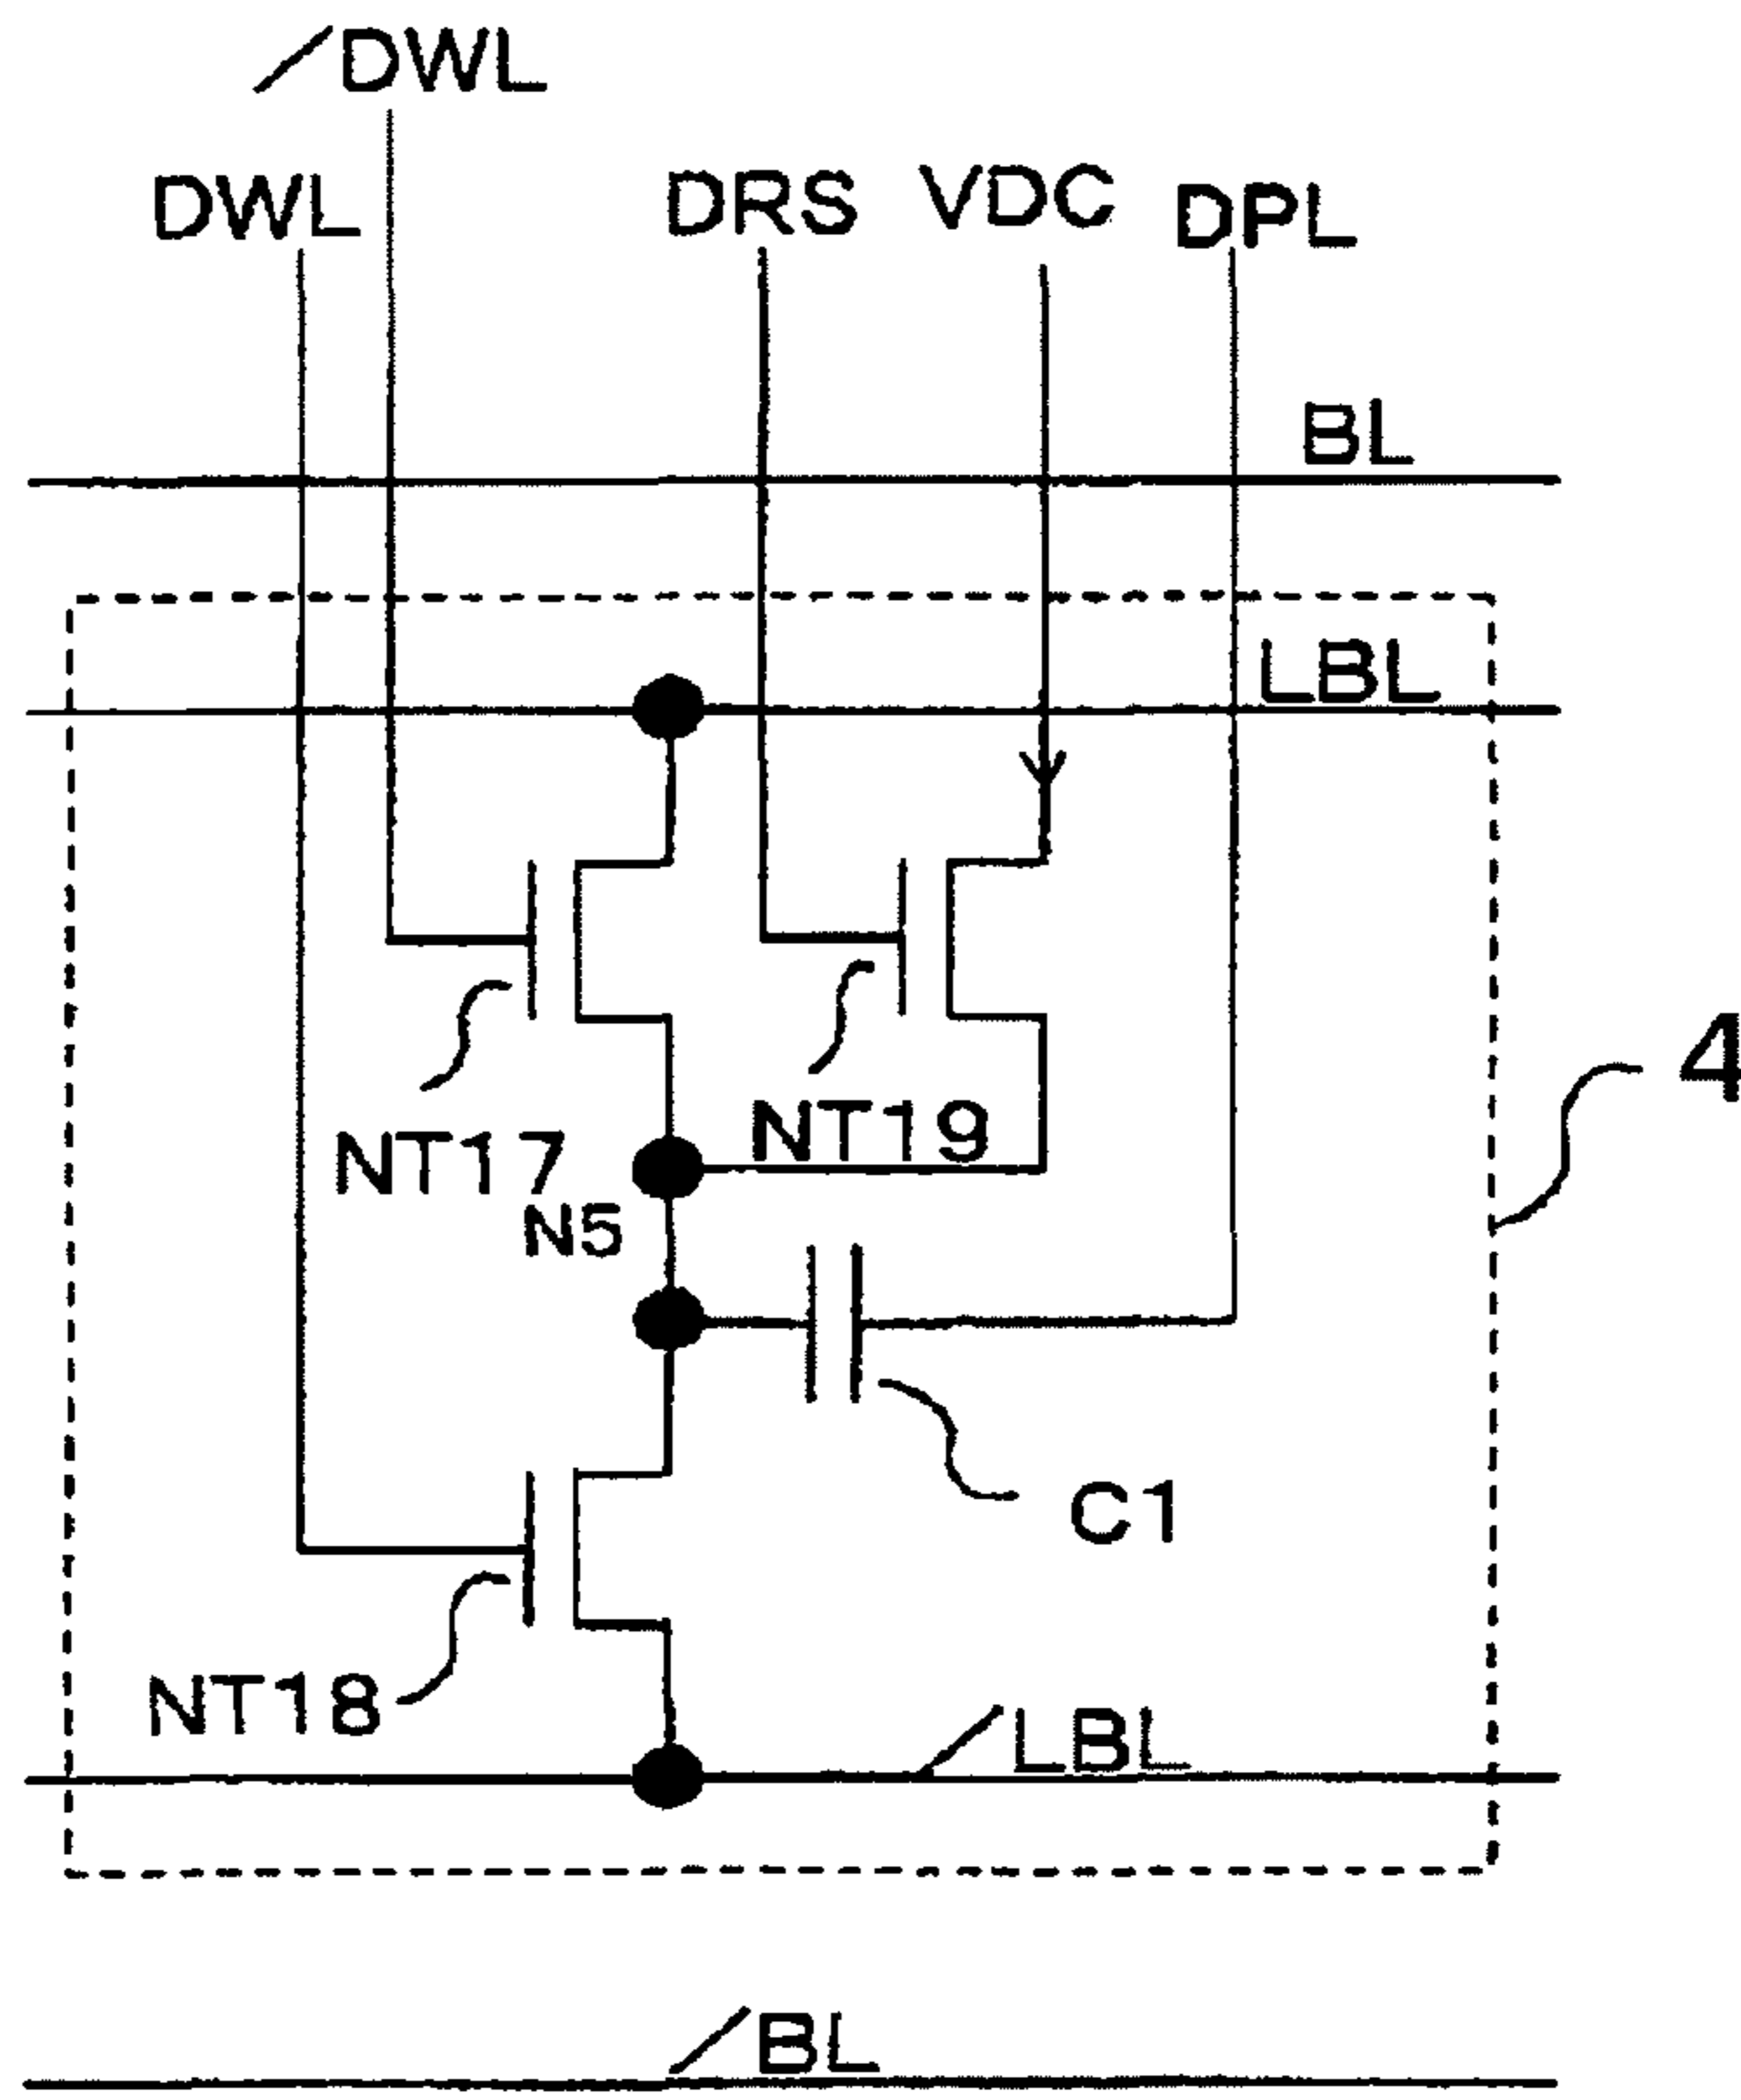 /DWL
DWL
DRS
VDC
DPL
BL
LBL
4
NT17
NT19
N5
C1
NT18
/LBL
/BL